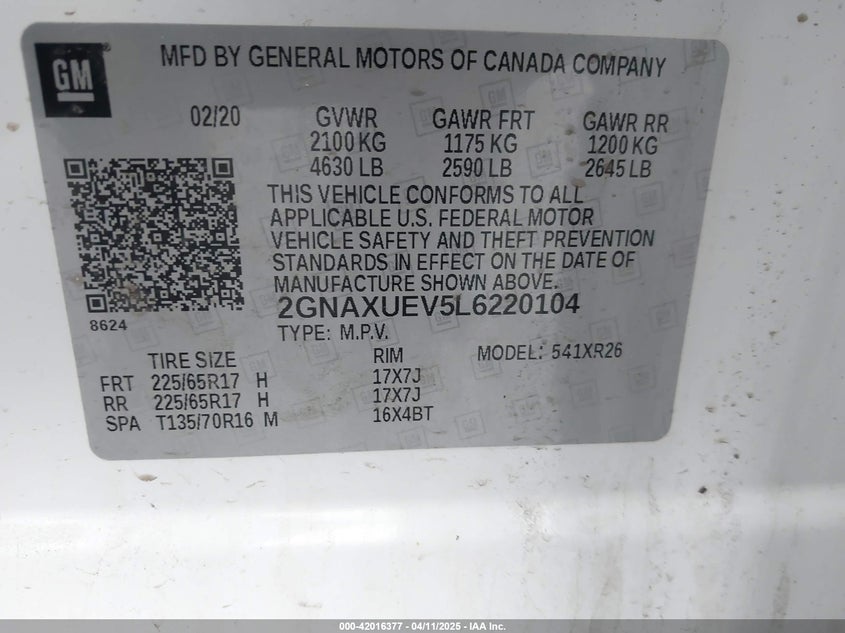 GM
MFD BY GENERAL MOTORS OF CANADA COMPANY
02/20 GVWR GAWR FRT GAWR RR
2100 KG 1175 KG 1200 KG
4630 LB 2590 LB 2645 LB
THIS VEHICLE CONFORMS TO ALL
APPLICABLE U.S. FEDERAL MOTOR
VEHICLE SAFETY AND THEFT PREVENTION
STANDARDS IN EFFECT ON THE DATE OF
MANUFACTURE SHOWN ABOVE.
2GNAXUEV5L6220104
8624
TYPE: M.P.V.
TIRE SIZE RIM MODEL: 541XR26
FRT 225/65R17 H 17X7J
RR 225/65R17 H 17X7J
SPA T135/70R16 M 16X4BT
000-42016377 - 04/11/2025 - IAA Inc.